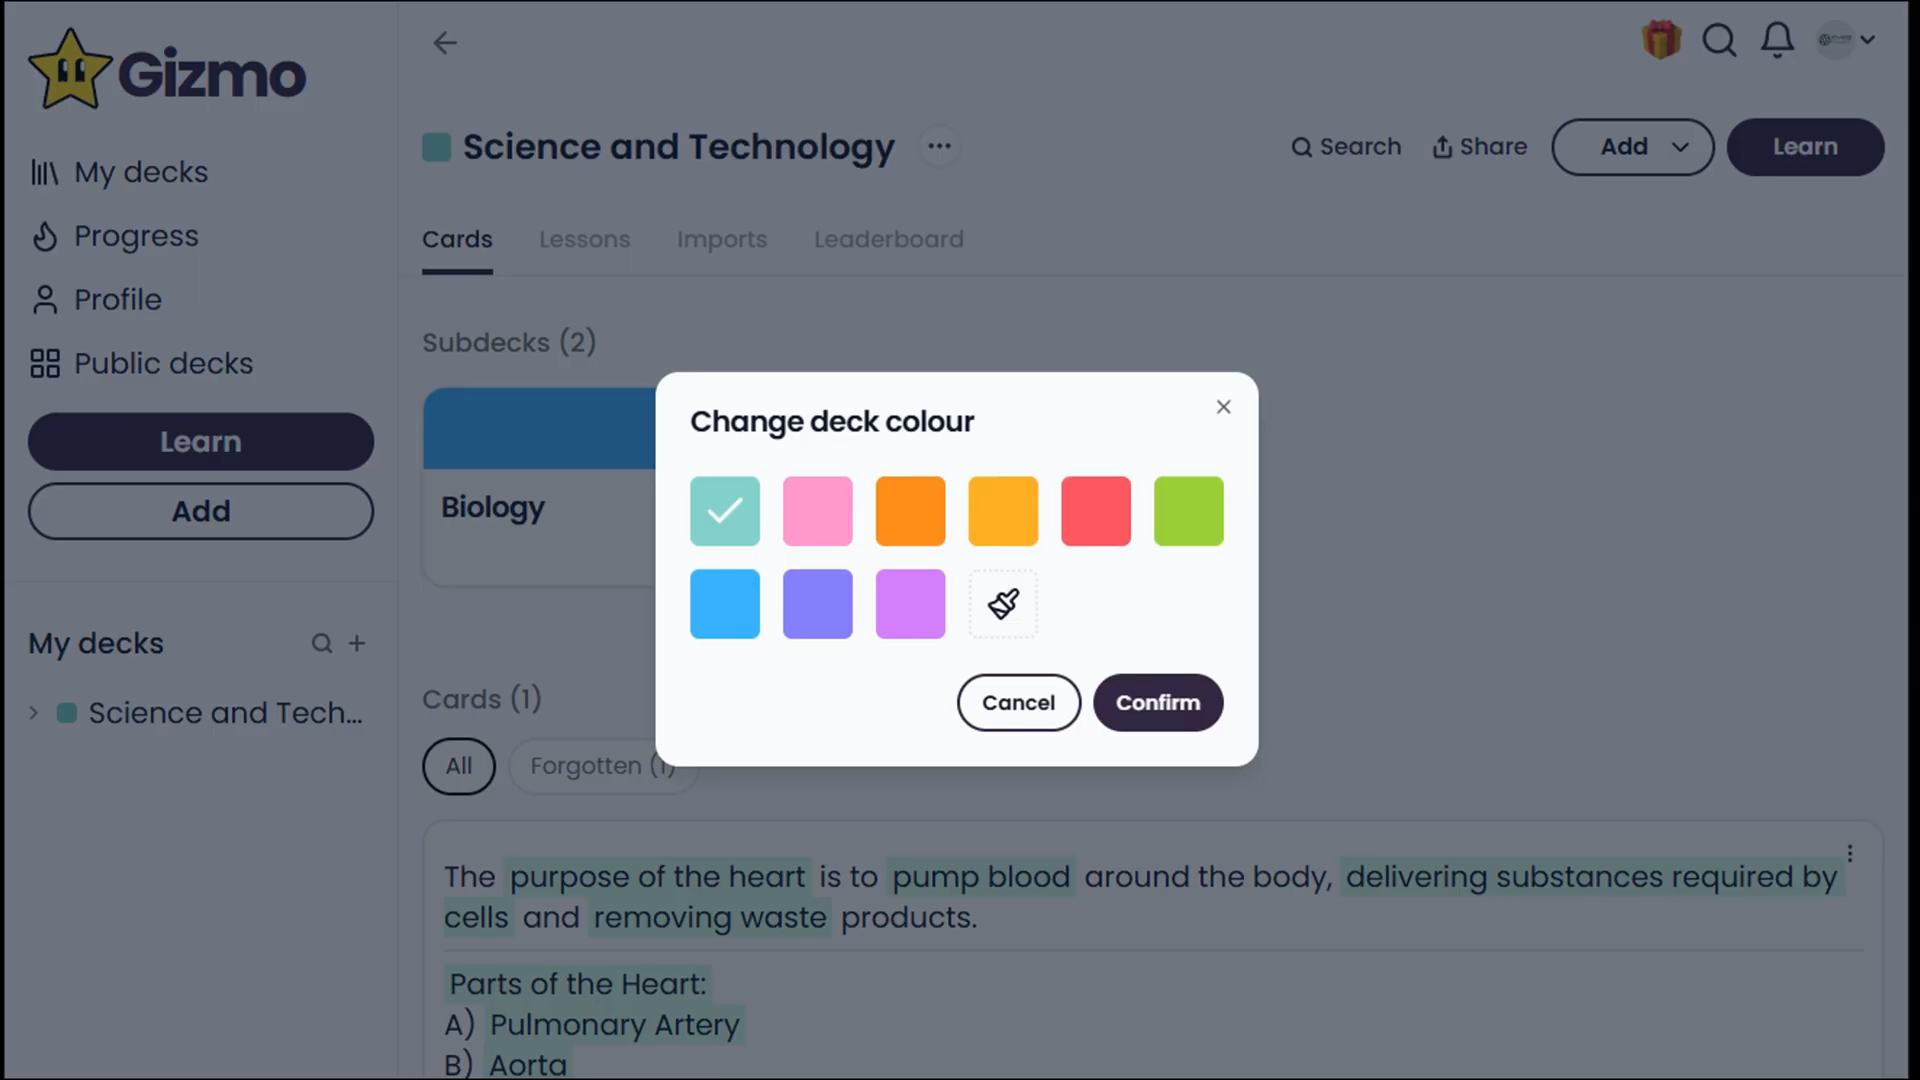 Gizmo
My decks
Progress
Profile
Public decks
Learn
Add
My decks
Science and Tech...
Science and Technology
Search
Share
Add
Learn
Cards
Lessons
Imports
Leaderboard
Subdecks (2)
Biology
Change deck colour
Cancel
Confirm
Cards (1)
All
Forgotten (1)
The purpose of the heart is to pump blood around the body, delivering substances required by
cells and removing waste products.
Parts of the Heart:
A) Pulmonary Artery
B) Aorta